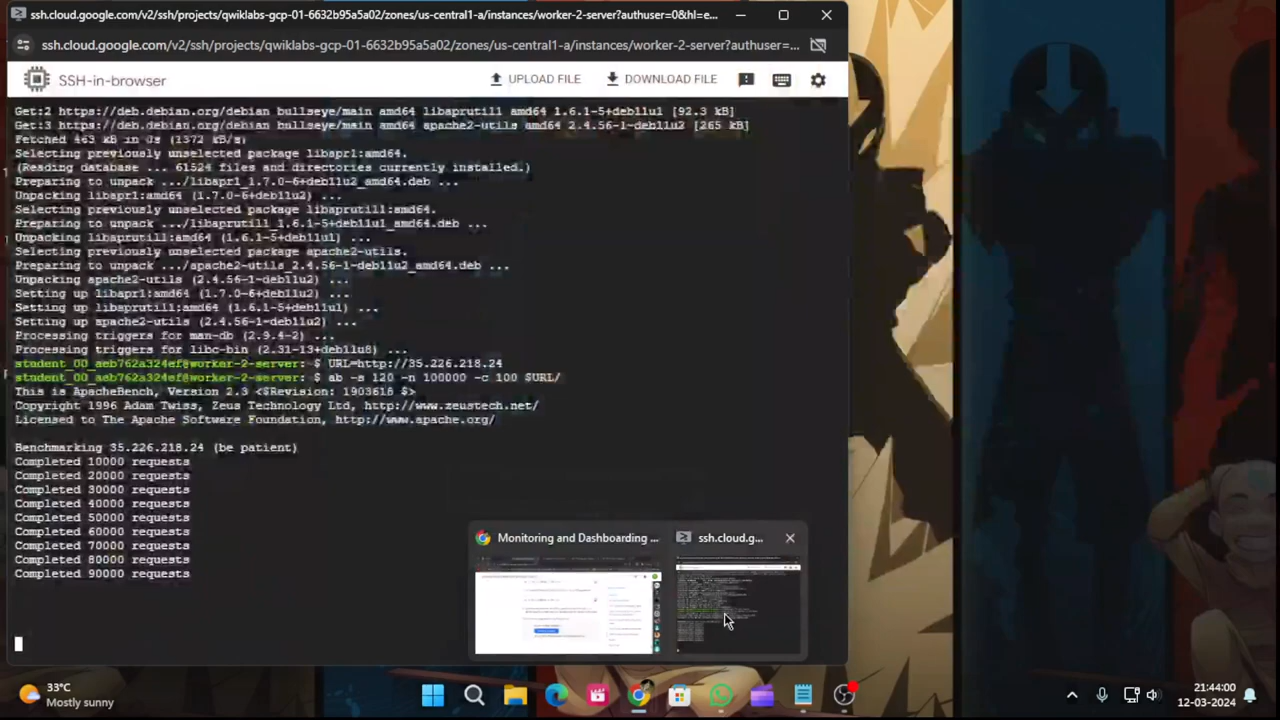 ssh.cloud.google.com/v2/ssh/projects/qwiklabs-gcp-01-6632b95a5a02/zones/us-central1-a/instances/worker-2-server?authuser=0&hl=e...
ssh.cloud.google.com/v2/ssh/projects/qwiklabs-gcp-01-6632b95a5a02/zones/us-central1-a/instances/worker-2-server?authuser=...
SSH-in-browser
UPLOAD FILE
DOWNLOAD FILE
Get:2 https://deb.debian.org/debian bullseye/main amd64 libaprutil1 amd64 1.6.1-5+deb11u1 [92.3 kB]
Get:3 https://deb.debian.org/debian bullseye/main amd64 apache2-utils amd64 2.4.56-1~deb11u2 [265 kB]
Fetched 463 kB in 0s (1372 kB/s)
Selecting previously unselected package libapr1:amd64.
(Reading database ... 61524 files and directories currently installed.)
Preparing to unpack .../libapr1_1.7.0-6+deb11u2_amd64.deb ...
Unpacking libapr1:amd64 (1.7.0-6+deb11u2) ...
Selecting previously unselected package libaprutil1:amd64.
Preparing to unpack .../libaprutil1_1.6.1-5+deb11u1_amd64.deb ...
Unpacking libaprutil1:amd64 (1.6.1-5+deb11u1) ...
Selecting previously unselected package apache2-utils.
Preparing to unpack .../apache2-utils_2.4.56-1~deb11u2_amd64.deb ...
Unpacking apache2-utils (2.4.56-1~deb11u2) ...
Setting up libapr1:amd64 (1.7.0-6+deb11u2) ...
Setting up libaprutil1:amd64 (1.6.1-5+deb11u1) ...
Setting up apache2-utils (2.4.56-1~deb11u2) ...
Processing triggers for man-db (2.9.4-2) ...
Processing triggers for libc-bin (2.31-13+deb11u8) ...
student_00_aeb762a324ef@worker-2-server:~$ URL=http://35.226.218.24
student_00_aeb762a324ef@worker-2-server:~$ ab -s 120 -n 100000 -c 100 $URL/
This is ApacheBench, Version 2.3 <$Revision: 1903618 $>
Copyright 1996 Adam Twiss, Zeus Technology Ltd, http://www.zeustech.net/
Licensed to The Apache Software Foundation, http://www.apache.org/
Benchmarking 35.226.218.24 (be patient)
Completed 10000 requests
Completed 20000 requests
Completed 30000 requests
Completed 40000 requests
Completed 50000 requests
Completed 60000 requests
Completed 70000 requests
Completed 80000 requests
Completed 90000 requests
Monitoring and Dashboarding ...
ssh.cloud.g...
33°C
Mostly sunny
21:44:00
12-03-2024